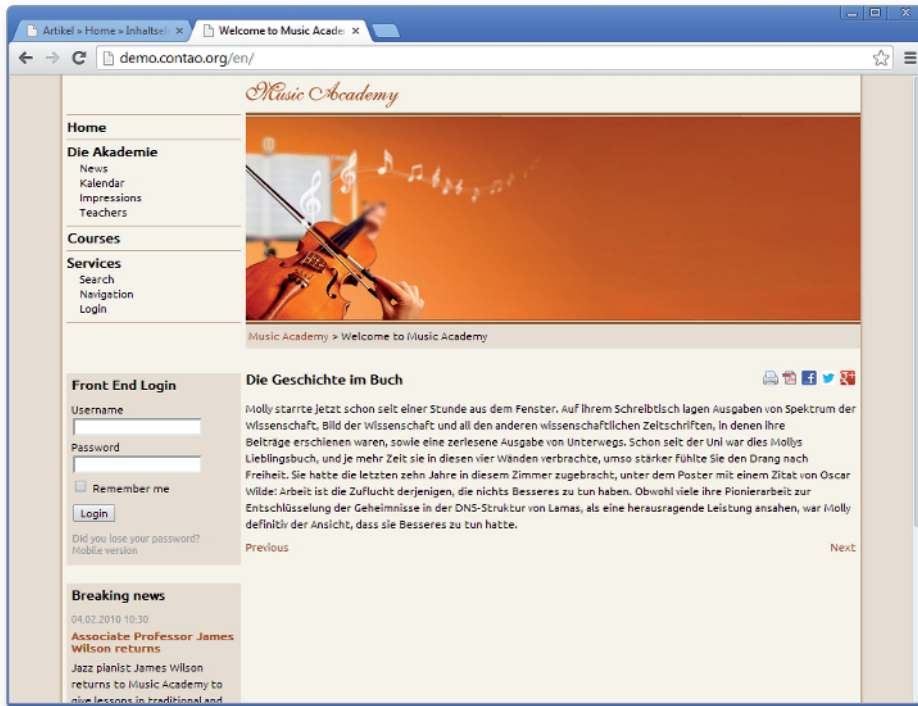 Artikel » Home » Inhaltsel
Welcome to Music Acade
demo.contao.org/en/
Music Academy
Home
Die Akademie
News
Kalendar
Impressions
Teachers
Courses
Services
Search
Navigation
Login
Music Academy > Welcome to Music Academy
Front End Login
Username
Password
Remember me
Login
Did you lose your password?
Mobile version
Breaking news
04.02.2010 10:30
Associate Professor James
Wilson returns
Jazz pianist James Wilson
returns to Music Academy to
give lessons in traditional and
Die Geschichte im Buch
Molly starrte jetzt schon seit einer Stunde aus dem Fenster. Auf ihrem Schreibtisch lagen Ausgaben von Spektrum der
Wissenschaft, Bild der Wissenschaft und all den anderen wissenschaftlichen Zeitschriften, in denen ihre
Beiträge erschienen waren, sowie eine zerlesene Ausgabe von Unterwegs. Schon seit der Uni war dies Mollys
Lieblingsbuch, und je mehr Zeit sie in diesen vier Wänden verbrachte, umso stärker fühlte Sie den Drang nach
Freiheit. Sie hatte die letzten zehn Jahre in diesem Zimmer zugebracht, unter dem Poster mit einem Zitat von Oscar
Wilde: Arbeit ist die Zuflucht derjenigen, die nichts Besseres zu tun haben. Obwohl viele ihre Pionierarbeit zur
Entschlüsselung der Geheimnisse in der DNS-Struktur von Lamas, als eine herausragende Leistung ansahen, war Molly
definitiv der Ansicht, dass sie Besseres zu tun hatte.
Previous
Next